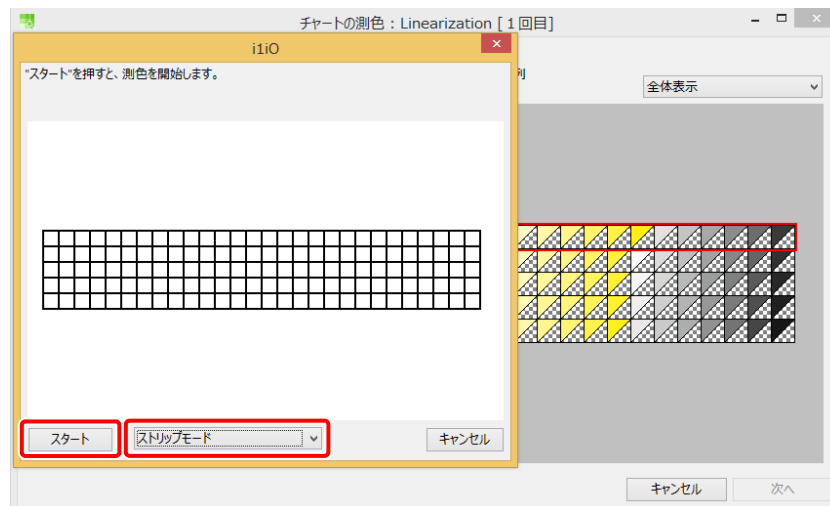 チャートの測色：Linearization [ 1 回目]
i1iO
"スタート"を押すと、測色を開始します。
列
全体表示
スタート
ストリップモード
キャンセル
キャンセル
次へ